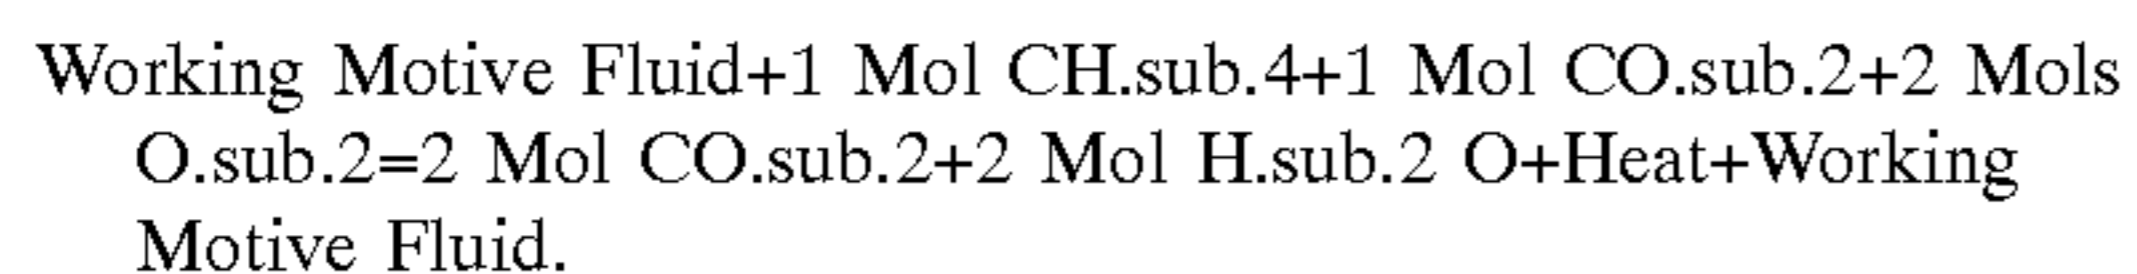 Working Motive Fluid+1 Mol CH.sub.4+1 Mol CO.sub.2+2 Mols
O.sub.2=2 Mol CO.sub.2+2 Mol H.sub.2 O+Heat+Working
Motive Fluid.